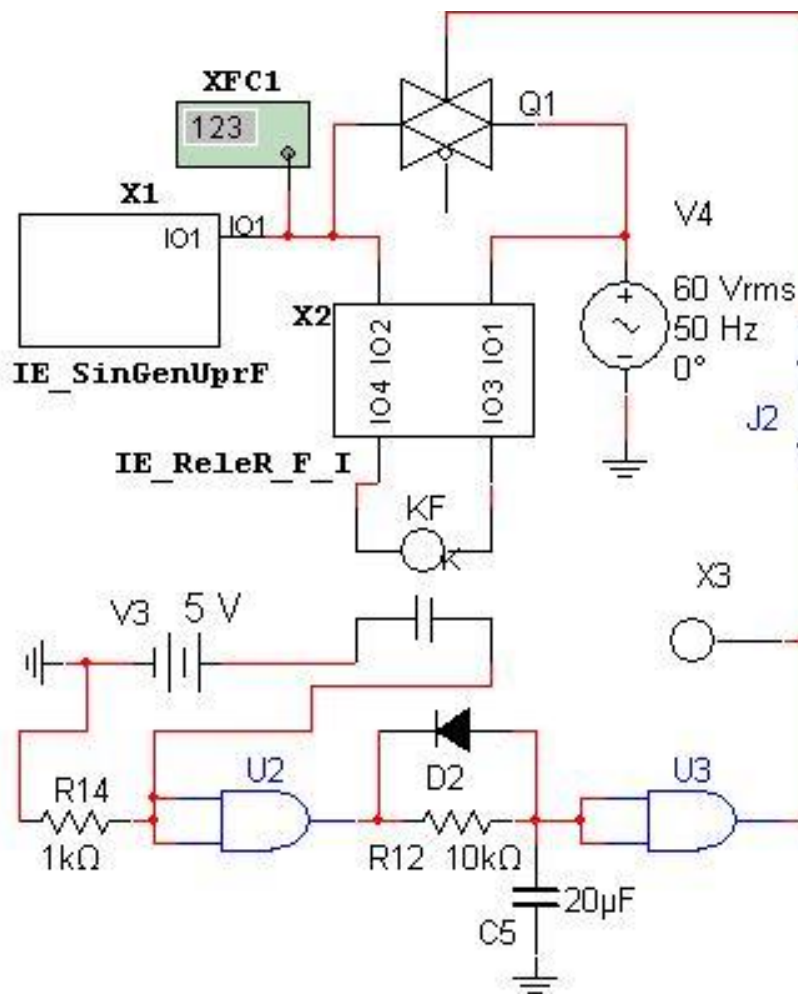 XFC1
123
Q1
X1
IO1
IO1
V4
X2
IO2
IO1
IO4
IO3
60 Vrms
50 Hz
0°
IE_SinGenUprF
J2
IE_ReleR_F_I
KF
K
X3
V3
5 V
U2
D2
U3
R14
1kΩ
R12
10kΩ
20µF
C5